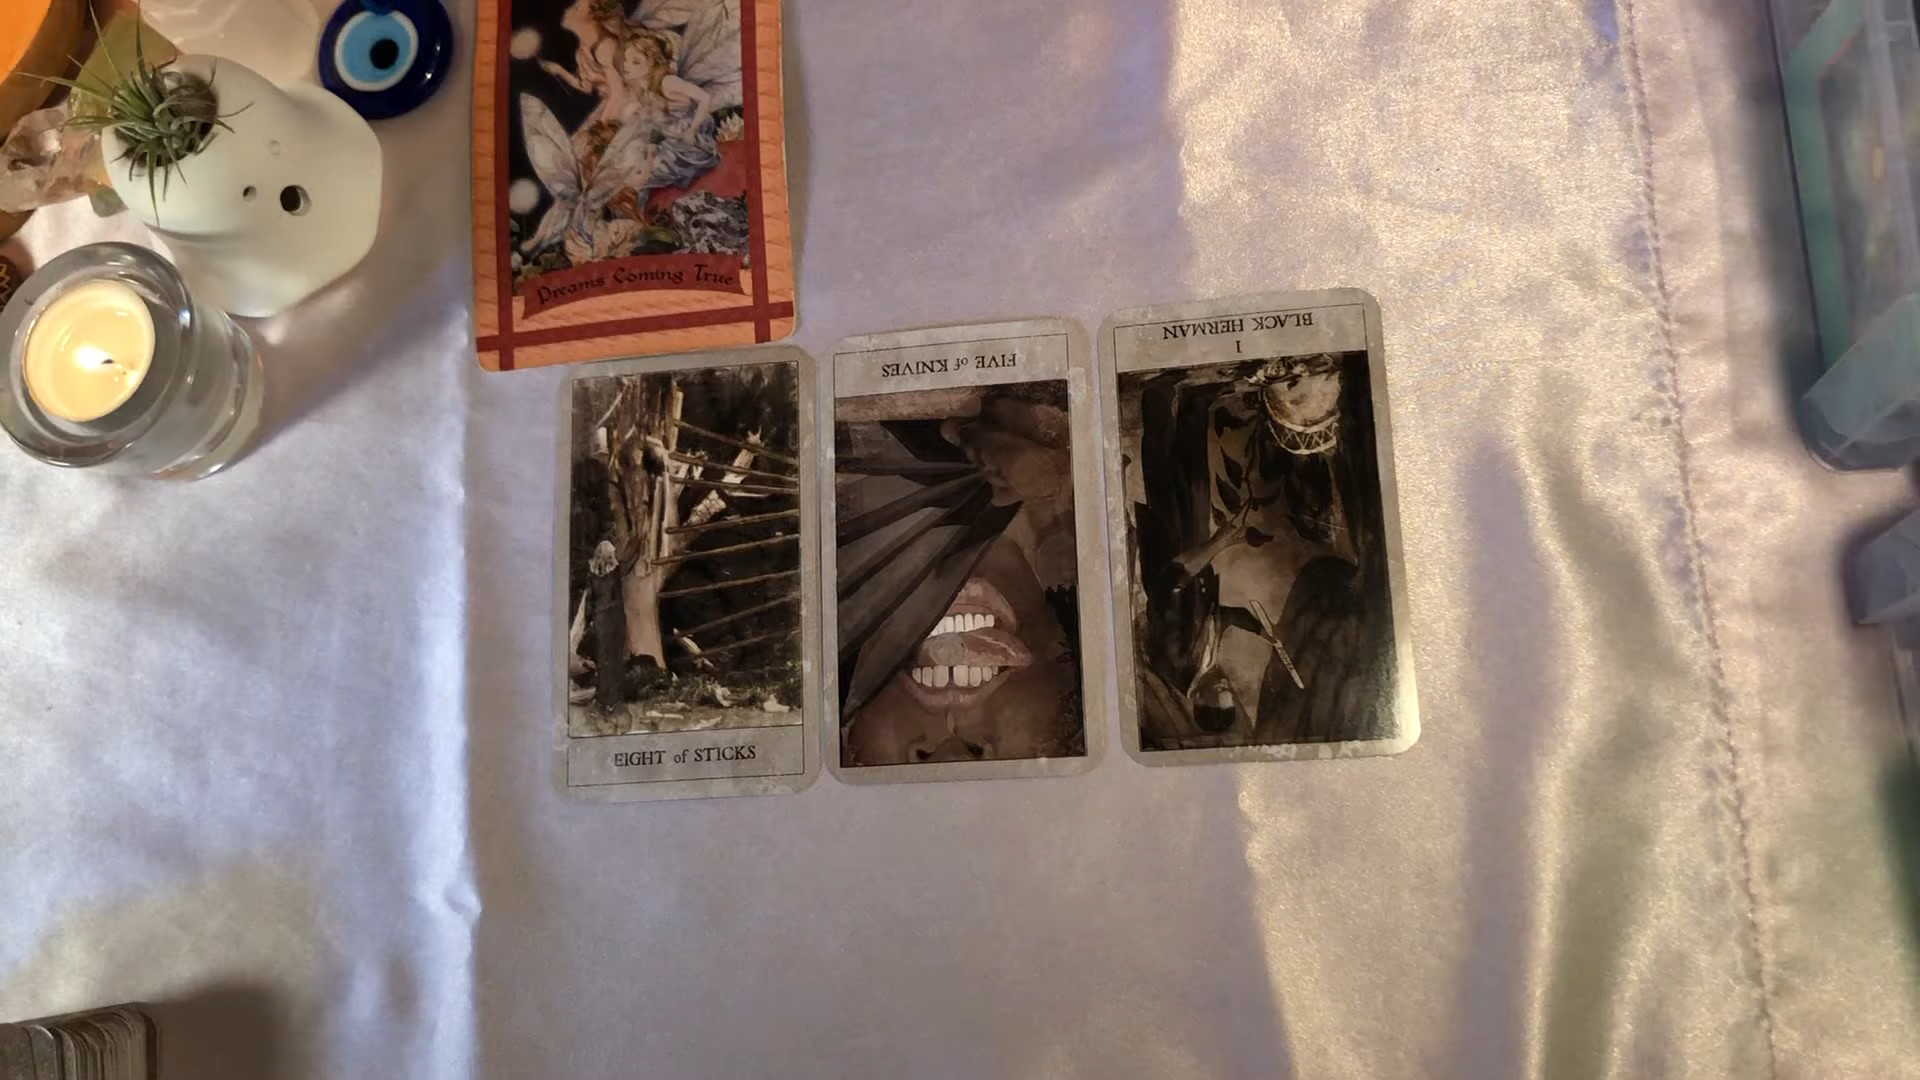 Dreams Coming True
EIGHT of STICKS
FIVE of KNIVES
I
BLACK HERMAN